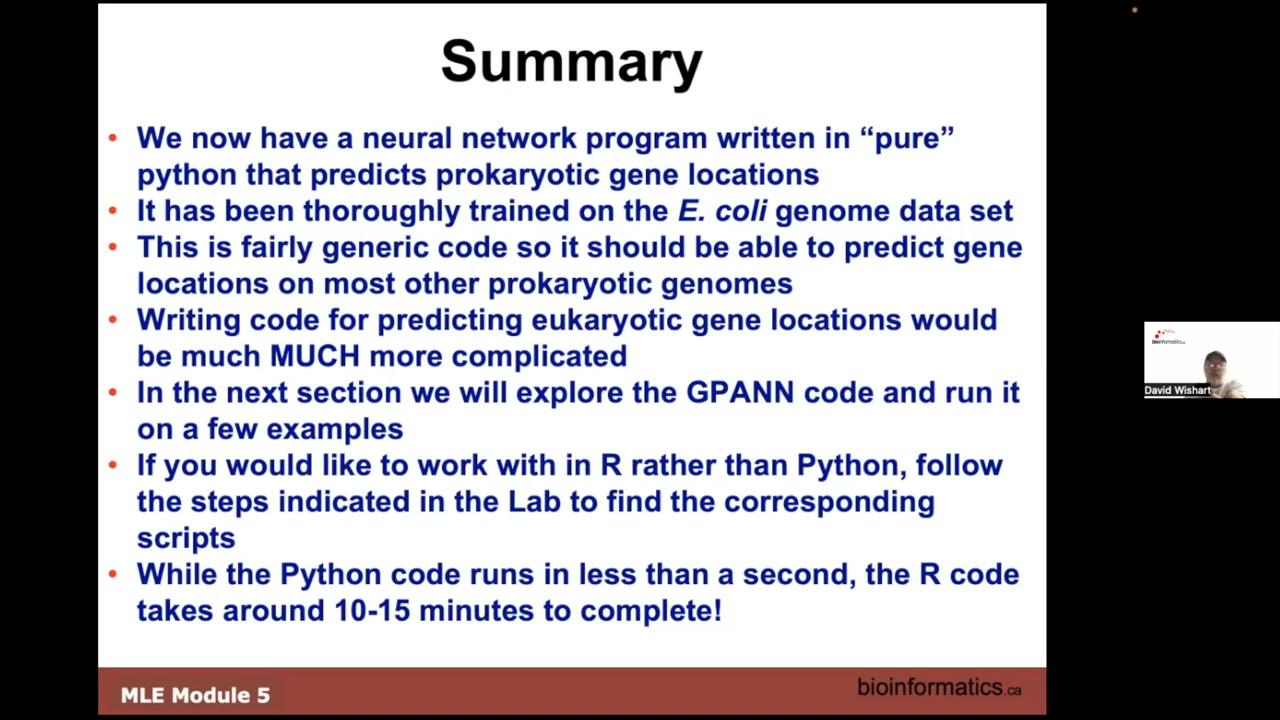 Summary
• We now have a neural network program written in “pure”
python that predicts prokaryotic gene locations
• It has been thoroughly trained on the E. coli genome data set
• This is fairly generic code so it should be able to predict gene
locations on most other prokaryotic genomes
• Writing code for predicting eukaryotic gene locations would
be much MUCH more complicated
• In the next section we will explore the GPANN code and run it
on a few examples
• If you would like to work with in R rather than Python, follow
the steps indicated in the Lab to find the corresponding
scripts
• While the Python code runs in less than a second, the R code
takes around 10-15 minutes to complete!
MLE Module 5
bioinformatics.ca
bioinformatics.ca
David Wishart